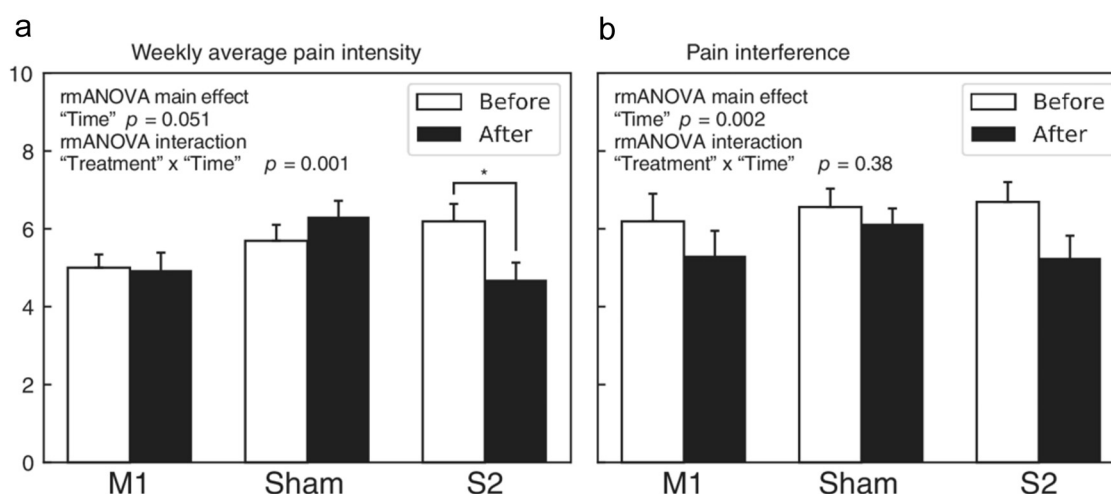 a
Weekly average pain intensity
10
8
6
4
2
0
rmANOVA main effect
“Time” p = 0.051
rmANOVA interaction
“Treatment” x “Time” p = 0.001
Before
After
*
M1 Sham S2
b
Pain interference
rmANOVA main effect
“Time” p = 0.002
rmANOVA interaction
“Treatment” x “Time” p = 0.38
Before
After
M1 Sham S2